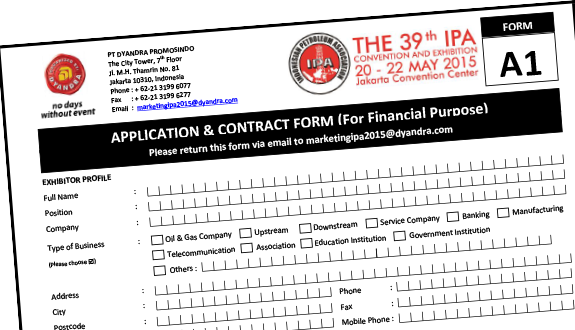 PT DYANDRA PROMOSINDO
The City Tower, 7th Floor
Jl. M.H. Thamrin No. 81
Jakarta 10310, Indonesia
Phone : + 62-21 3199 6077
Fax : + 62-21 3199 6277
Email : marketingipa2015@dyandra.com
DYANDRA
no days
without event
INDONESIAN PETROLEUM ASSOCIATION
IPA
THE 39th IPA
CONVENTION AND EXHIBITION
20 - 22 MAY 2015
Jakarta Convention Center
FORM
A1
APPLICATION & CONTRACT FORM (For Financial Purpose)
Please return this form via email to marketingipa2015@dyandra.com
EXHIBITOR PROFILE
Full Name :
Position :
Company :
Type of Business :
(Please choose ☑)
Oil & Gas Company Upstream Downstream Service Company Banking Manufacturing
Telecommunication Association Education Institution Government Institution
Others :
Address :
City : Phone :
Postcode : Fax :
Mobile Phone :